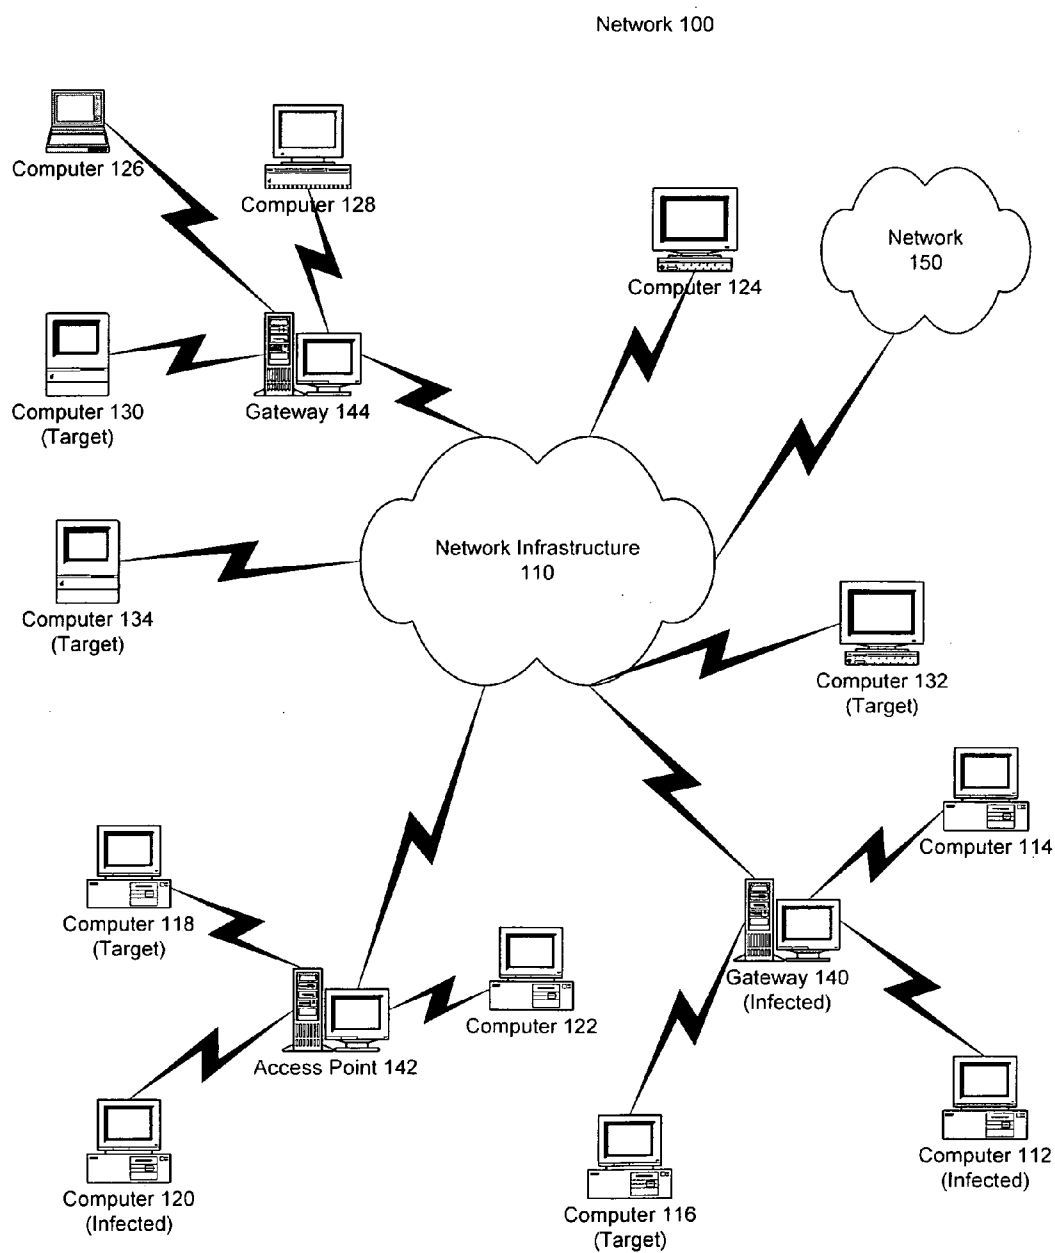 Network 100
Computer 126
Computer 128
Computer 124
Network
150
Computer 130
(Target)
Gateway 144
Network Infrastructure
110
Computer 134
(Target)
Computer 132
(Target)
Computer 114
Computer 118
(Target)
Gateway 140
(Infected)
Computer 122
Access Point 142
Computer 120
(Infected)
Computer 112
(Infected)
Computer 116
(Target)